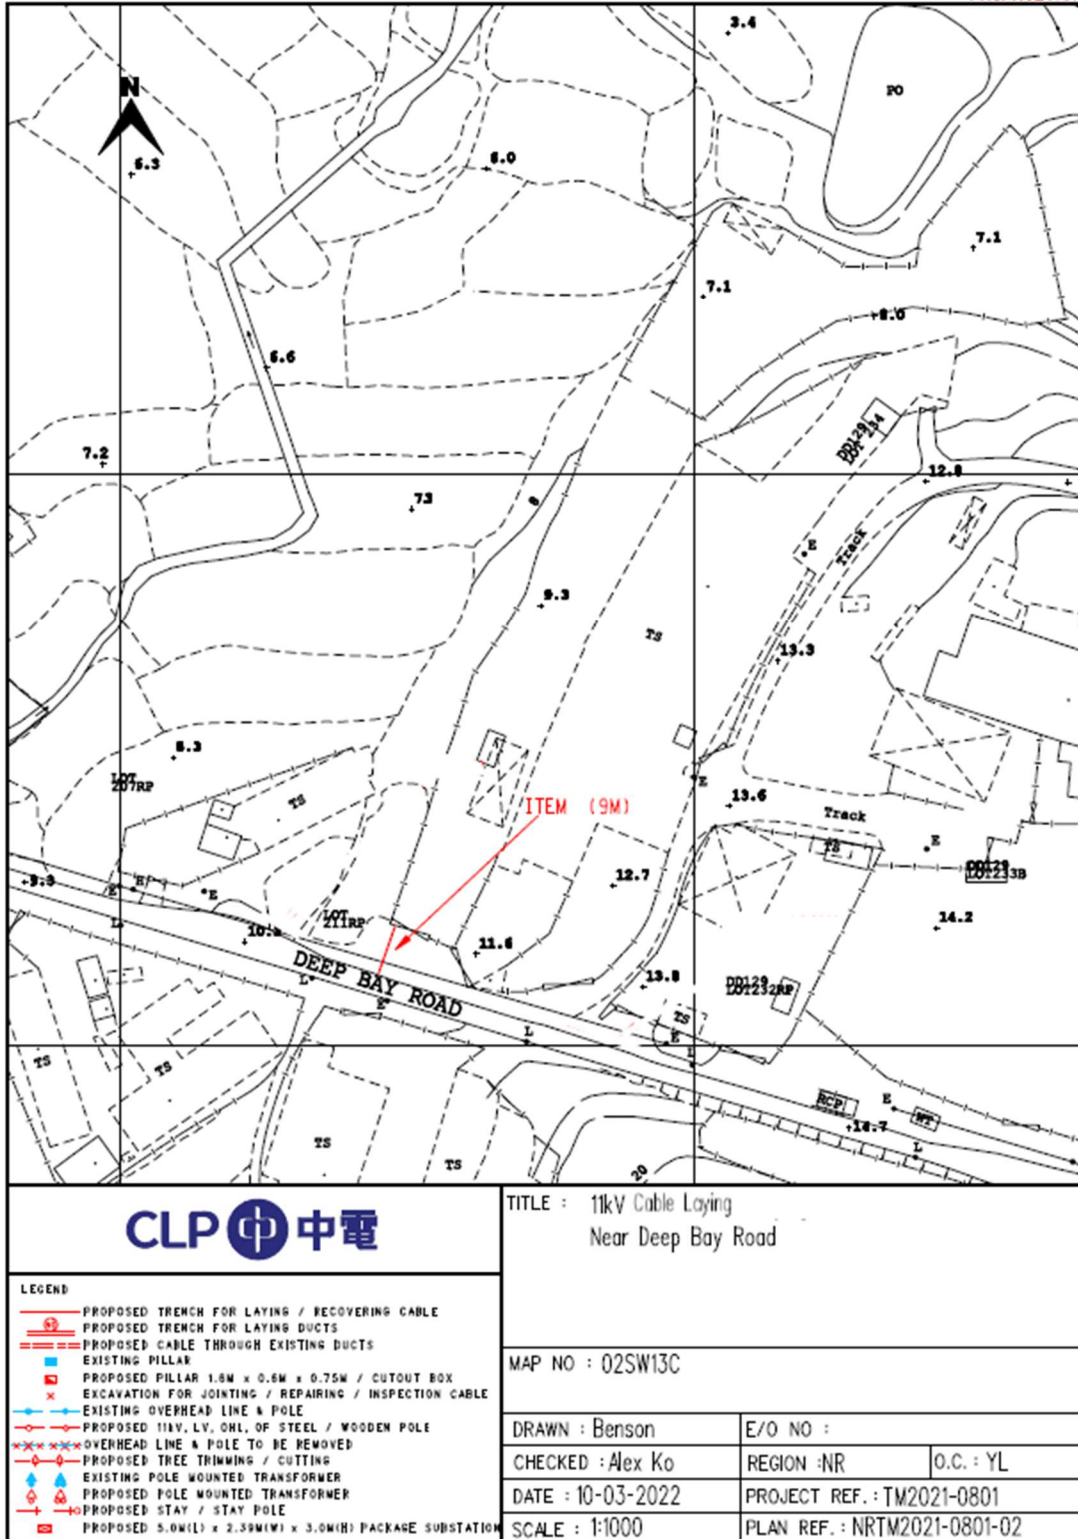 3.4
PO
N
6.3
6.0
7.1
7.1
8.0
6.6
DD129
LOT 234
7.2
12.8
73
8
E
Track
9.3
TS
13.3
6.3
LOT
207RP
TS
E
ITEM (9M)
13.6
Track
TS
E
DD129
LOT233B
9.3
E
H
E
12.7
LOT
211RP
14.2
10.2
11.6
DEEP BAY ROAD
L
L
E
13.8
DD129
LOT232RP
TS
L
E
L
TS
TS
RCP
E
WT
14.7
L
TS
TS
20
CLP 中電
TITLE : 11kV Cable Laying
Near Deep Bay Road
LEGEND
PROPOSED TRENCH FOR LAYING / RECOVERING CABLE
PROPOSED TRENCH FOR LAYING DUCTS
PROPOSED CABLE THROUGH EXISTING DUCTS
EXISTING PILLAR
PROPOSED PILLAR 1.6M x 0.6M x 0.75M / CUTOUT BOX
EXCAVATION FOR JOINTING / REPAIRING / INSPECTION CABLE
EXISTING OVERHEAD LINE & POLE
PROPOSED 11kV, LV, OHL, OF STEEL / WOODEN POLE
OVERHEAD LINE & POLE TO BE REMOVED
PROPOSED TREE TRIMMING / CUTTING
EXISTING POLE MOUNTED TRANSFORMER
PROPOSED POLE MOUNTED TRANSFORMER
PROPOSED STAY / STAY POLE
PROPOSED 5.0M(L) x 2.39M(W) x 3.0M(H) PACKAGE SUBSTATION
MAP NO : 02SW13C
DRAWN : Benson
E/O NO :
CHECKED : Alex Ko
REGION : NR
O.C. : YL
DATE : 10-03-2022
PROJECT REF. : TM2021-0801
SCALE : 1:1000
PLAN REF. : NRTM2021-0801-02